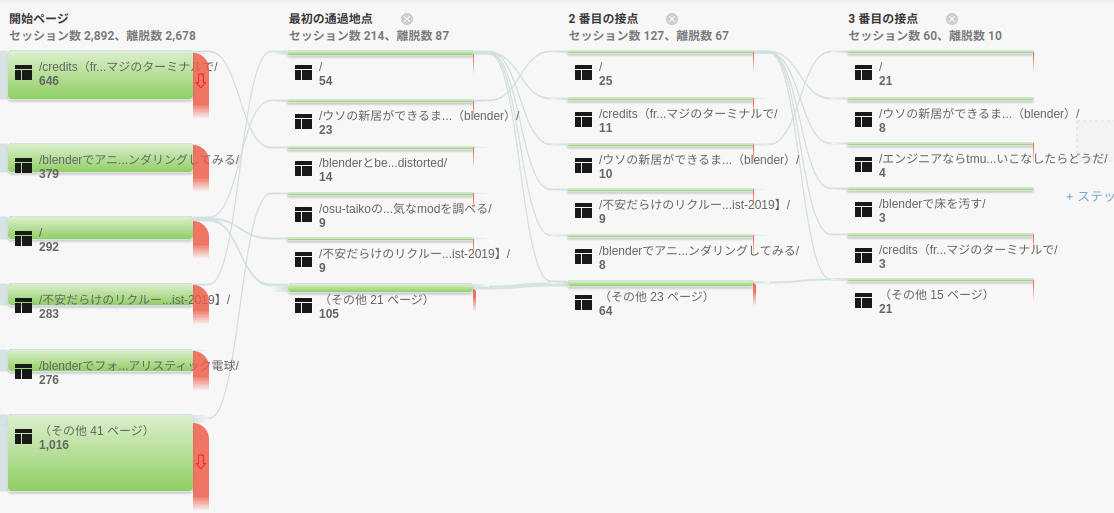 開始ページ
セッション数 2,892、離脱数 2,678
/credits（fr...マジのターミナルで/
646
/blenderでアニ...ンダリングしてみる/
379
/
292
/不安だらけのリクルー...ist-2019】/
283
/blenderでフォ...アリスティック電球/
276
（その他 41 ページ）
1,016
最初の通過地点
セッション数 214、離脱数 87
/
54
/ウソの新居ができるま...（blender）/
23
/blenderとbe...distorted/
14
/osu-taikoの...気なmodを調べる/
9
/不安だらけのリクルー...ist-2019】/
9
（その他 21 ページ）
105
2 番目の接点
セッション数 127、離脱数 67
/
25
/credits（fr...マジのターミナルで/
11
/ウソの新居ができるま...（blender）/
10
/不安だらけのリクルー...ist-2019】/
9
/blenderでアニ...ンダリングしてみる/
8
（その他 23 ページ）
64
3 番目の接点
セッション数 60、離脱数 10
/
21
/ウソの新居ができるま...（blender）/
8
/エンジニアならtmu...いこなしたらどうだ/
4
/blenderで床を汚す/
3
/credits（fr...マジのターミナルで/
3
（その他 15 ページ）
21
+ ステッ